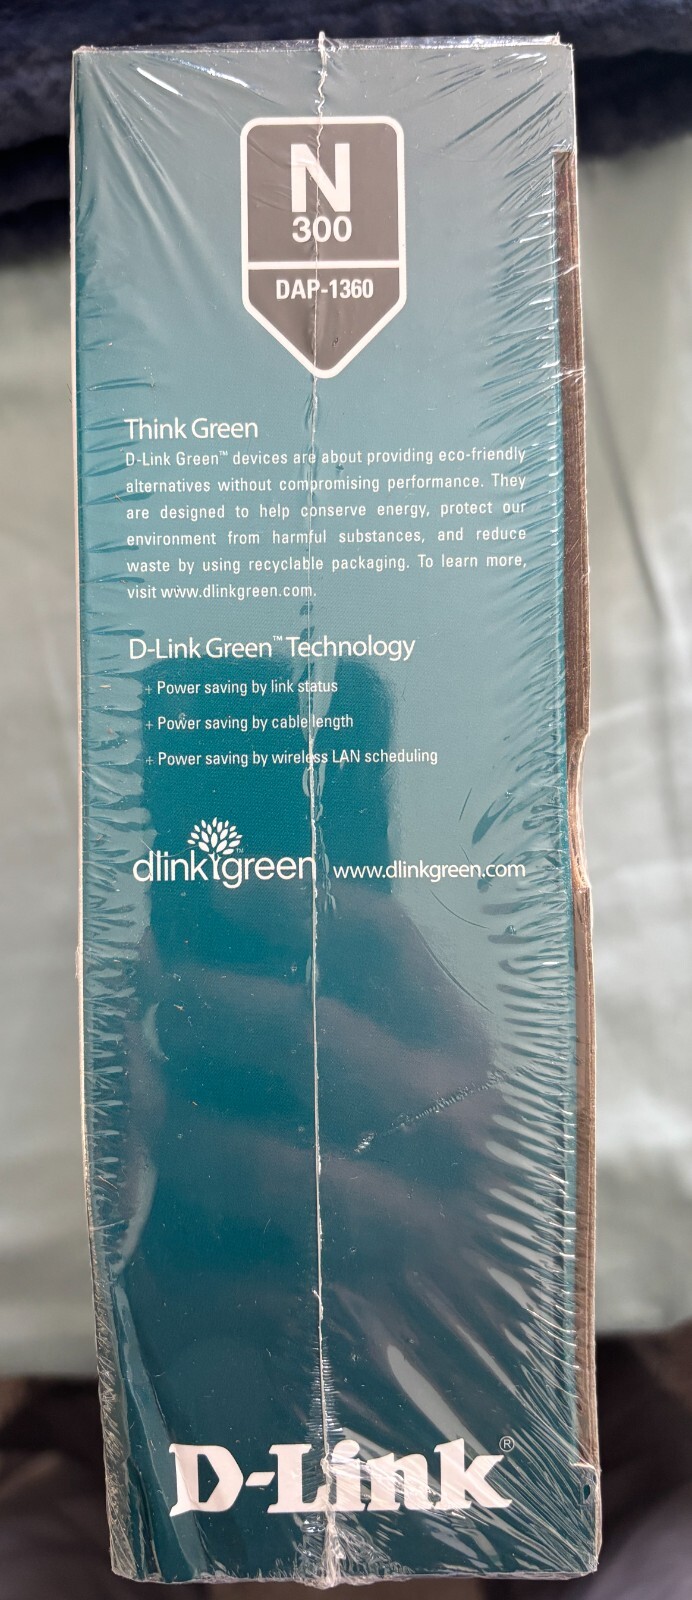 N
300
DAP-1360
Think Green
D-Link Green™ devices are about providing eco-friendly
alternatives without compromising performance. They
are designed to help conserve energy, protect our
environment from harmful substances, and reduce
waste by using recyclable packaging. To learn more,
visit www.dlinkgreen.com.
D-Link Green™ Technology
+ Power saving by link status
+ Power saving by cable length
+ Power saving by wireless LAN scheduling
dlinkgreen™ www.dlinkgreen.com
D-Link®